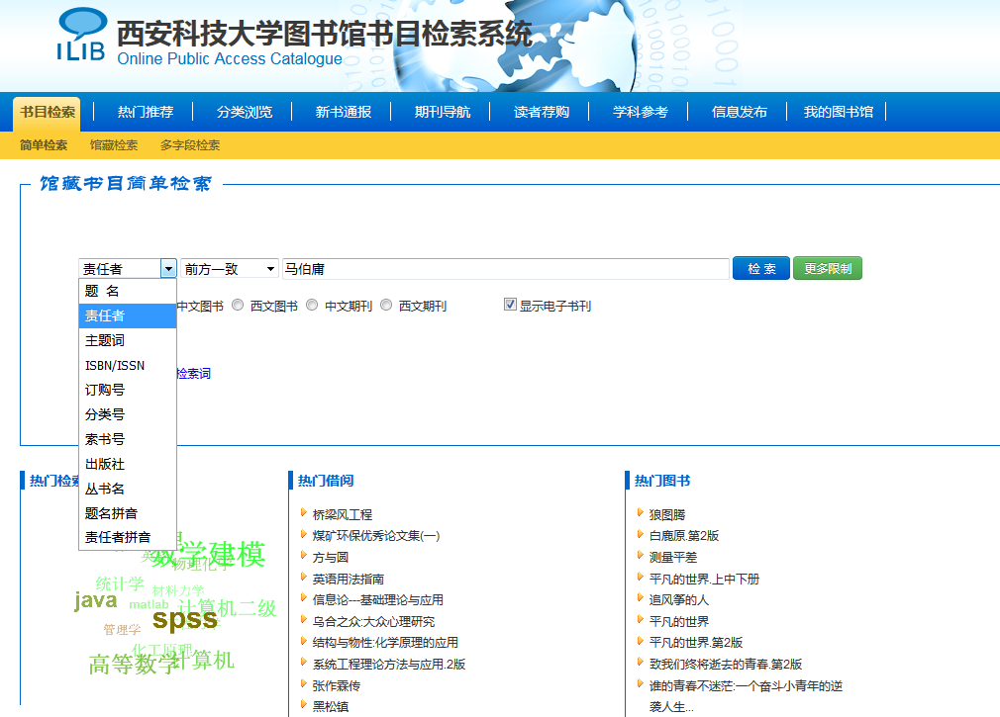 ILIB
西安科技大学图书馆书目检索系统
Online Public Access Catalogue
书目检索 热门推荐 分类浏览 新书通报 期刊导航 读者荐购 学科参考 信息发布 我的图书馆
简单检索 馆藏检索 多字段检索
馆藏书目简单检索
责任者 前方一致 马伯庸 检 索 更多限制
题 名
责任者
主题词
ISBN/ISSN
订购号
分类号
索书号
出版社
丛书名
题名拼音
责任者拼音
中文图书 西文图书 中文期刊 西文期刊 显示电子书刊
检索词
热门检索
数学建模
物理化学
统计学
材料力学
java
matlab
计算机二级
管理学
spss
化工原理
高等数学
计算机
热门借阅
桥梁风工程
煤矿环保优秀论文集(一)
方与圆
英语用法指南
信息论---基础理论与应用
乌合之众:大众心理研究
结构与物性:化学原理的应用
系统工程理论方法与应用.2版
张作霖传
黑松镇
热门图书
狼图腾
白鹿原.第2版
测量平差
平凡的世界.上中下册
追风筝的人
平凡的世界
平凡的世界.第2版
致我们终将逝去的青春.第2版
谁的青春不迷茫:一个奋斗小青年的逆
袭人生...